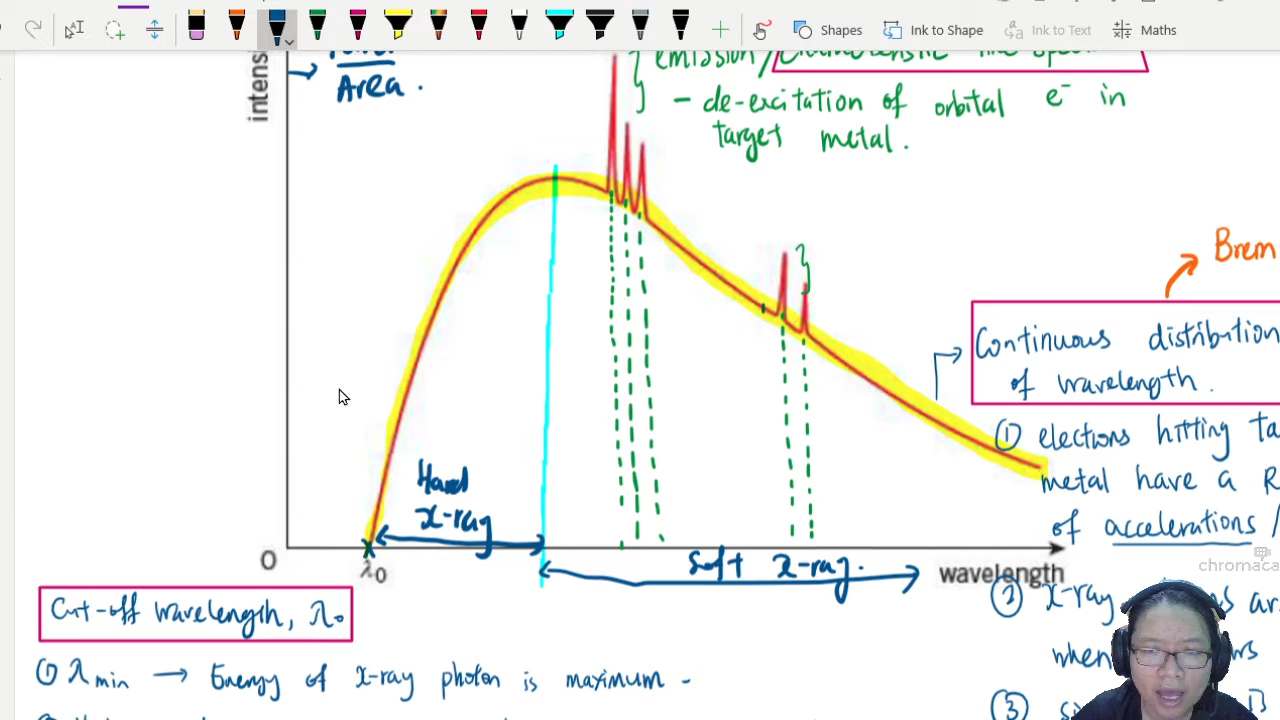 Shapes
Ink to Shape
Ink to Text
Maths
intens
Area.
emission/
- de-excitation of orbital e⁻ in
target metal.
Brem
Continuous distribution
of wavelength.
① electrons hitting ta
metal have a R
of accelerations /
Hard
x-ray
Soft x-ray.
O
λ₀
wavelength
chromaca
Cut-off wavelength, λ₀
① λmin → Energy of x-ray photon is maximum -
② x-ray
when
③